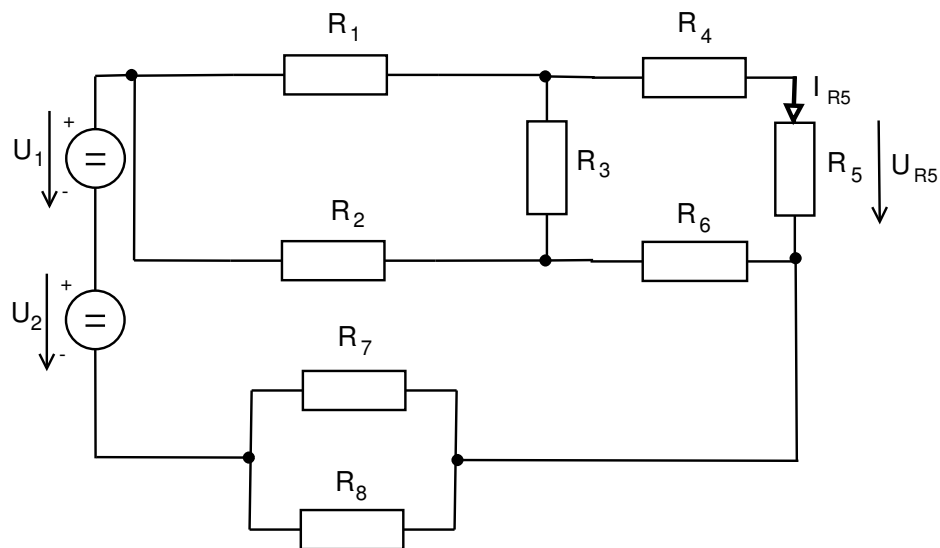 R1
R4
IR5
+
U1
=
-
R3
R5
UR5
R2
R6
+
U2
=
-
R7
R8